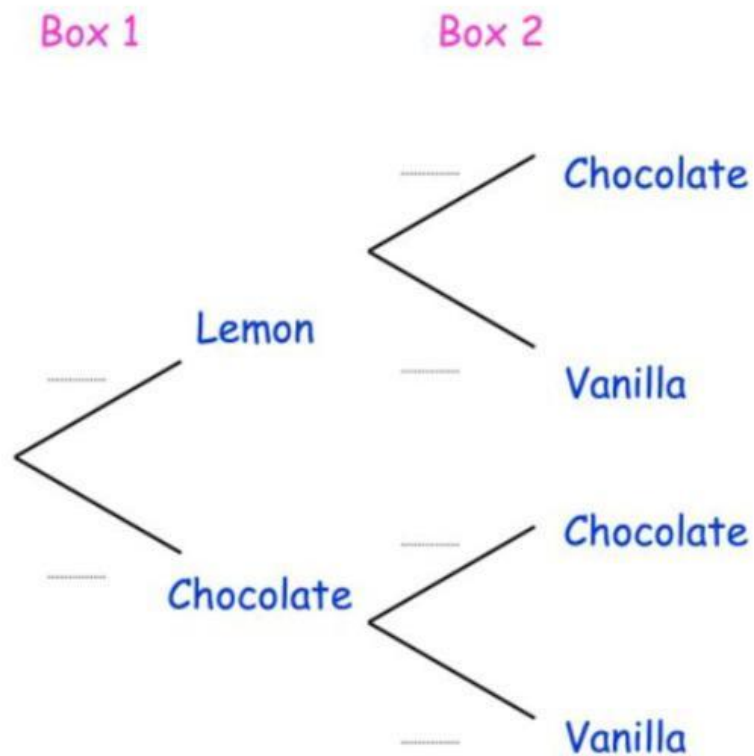 Box 1 Box 2
Chocolate
Lemon
Vanilla
Chocolate
Chocolate
Vanilla